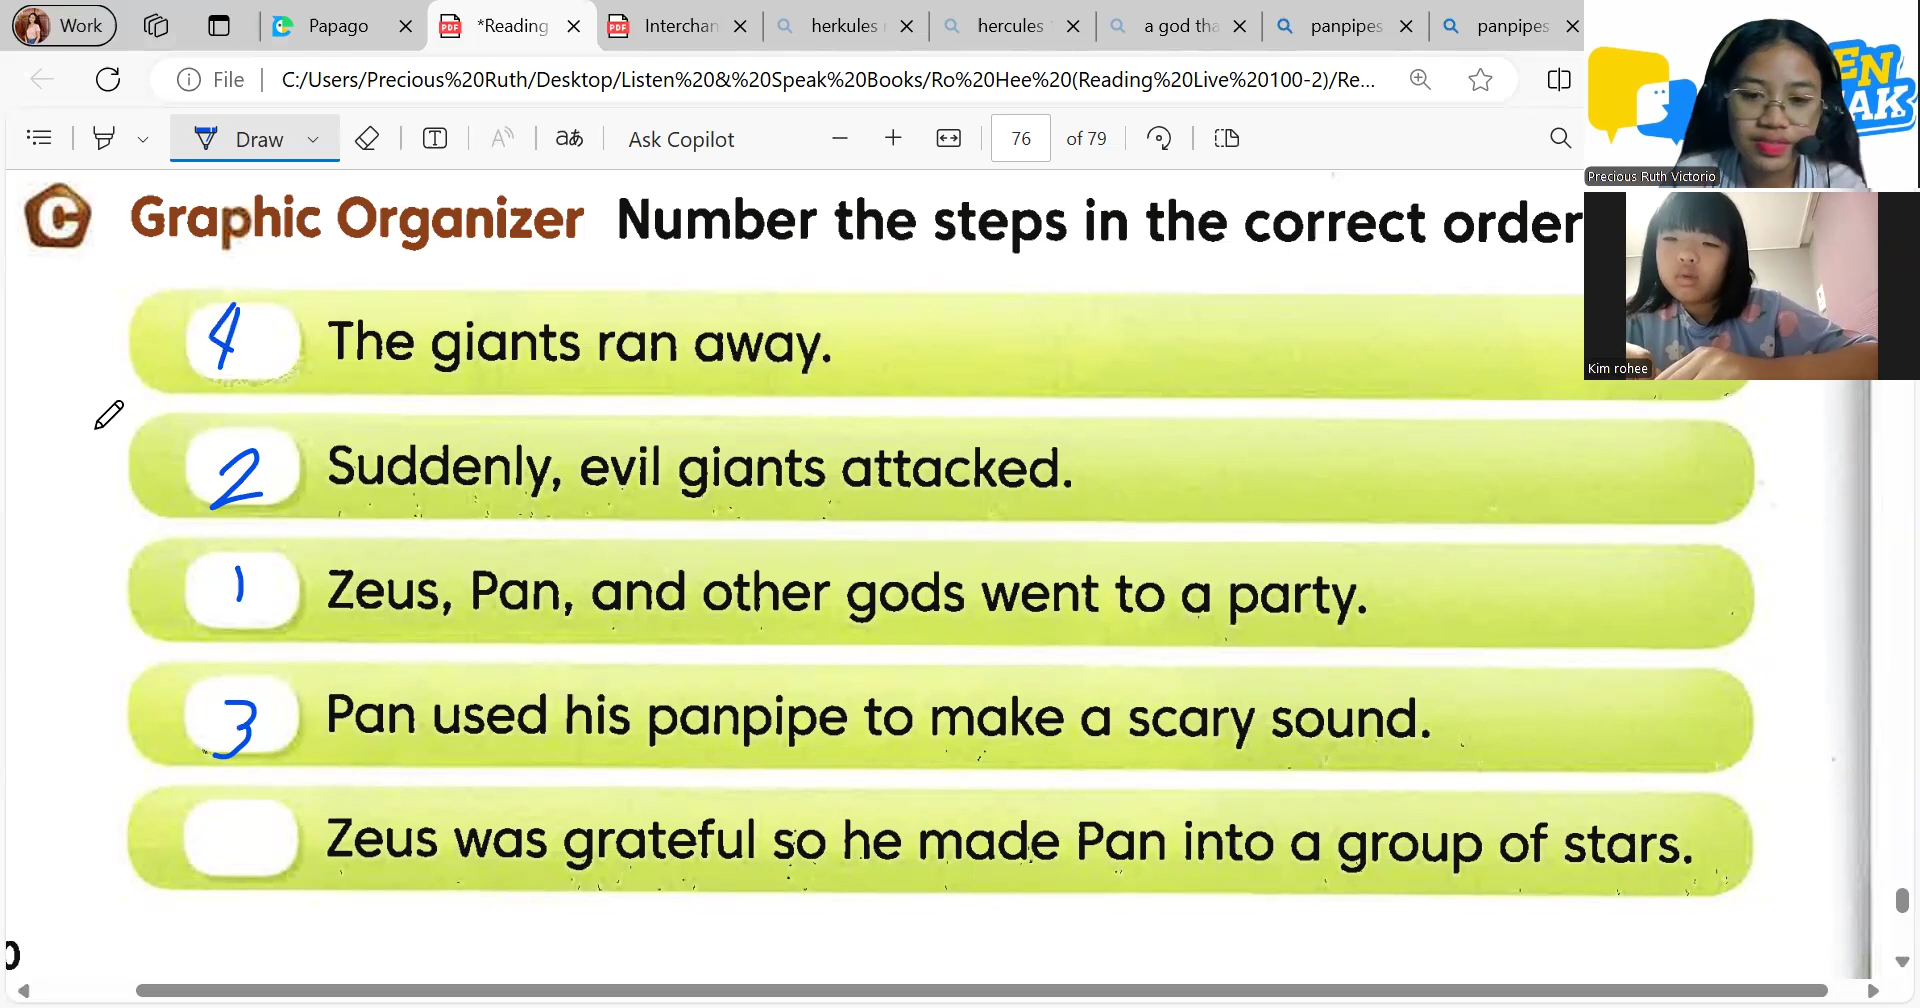 Work
Papago
*Reading
Interchan
herkules
hercules
a god tha
panpipes
panpipes
File
C:/Users/Precious%20Ruth/Desktop/Listen%20&%20Speak%20Books/Ro%20Hee%20(Reading%20Live%20100-2)/Re...
Draw
Ask Copilot
76
of 79
EN
AK
Precious Ruth Victorio
Kim rohee
C Graphic Organizer Number the steps in the correct order
4 The giants ran away.
2 Suddenly, evil giants attacked.
1 Zeus, Pan, and other gods went to a party.
3 Pan used his panpipe to make a scary sound.
Zeus was grateful so he made Pan into a group of stars.